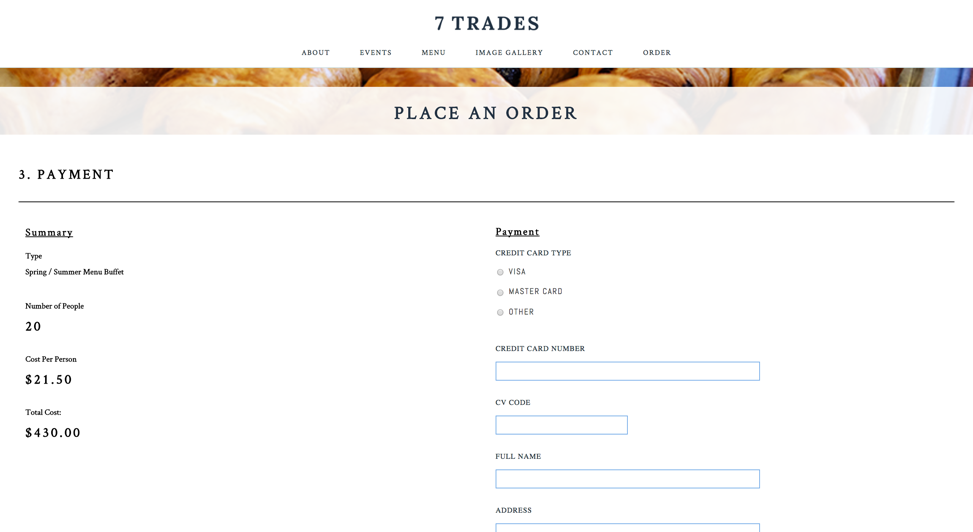 7 TRADES
ABOUT EVENTS MENU IMAGE GALLERY CONTACT ORDER
PLACE AN ORDER
3. PAYMENT
Summary
Type
Spring / Summer Menu Buffet
Number of People
20
Cost Per Person
$21.50
Total Cost:
$430.00
Payment
CREDIT CARD TYPE
VISA
MASTER CARD
OTHER
CREDIT CARD NUMBER
CV CODE
FULL NAME
ADDRESS